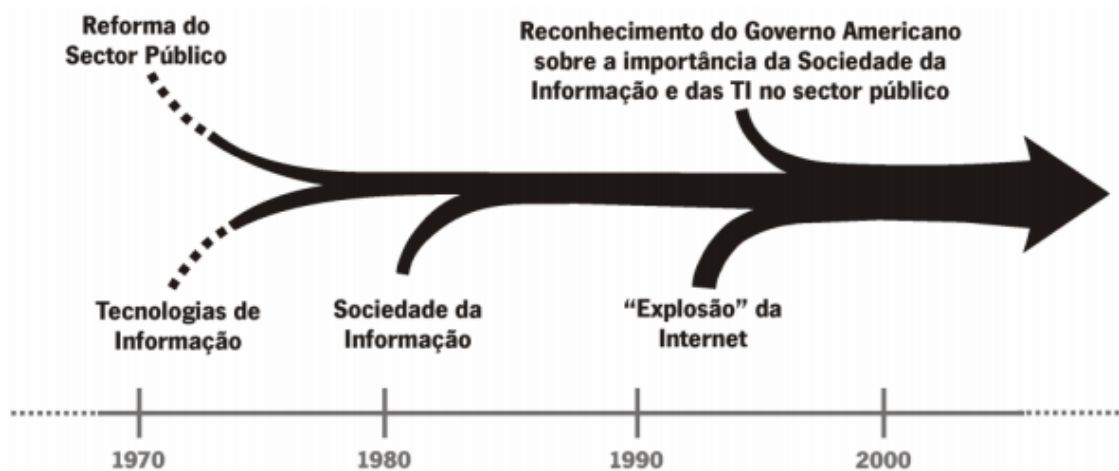 Reforma do
Sector Público
Reconhecimento do Governo Americano
sobre a importância da Sociedade da
Informação e das TI no sector público
Tecnologias de
Informação
Sociedade da
Informação
“Explosão” da
Internet
1970
1980
1990
2000